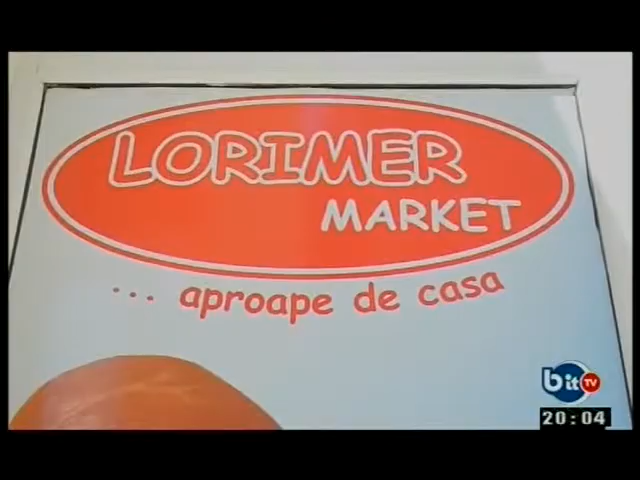 LORIMER
MARKET
... aproape de casa
bit TV
20:04